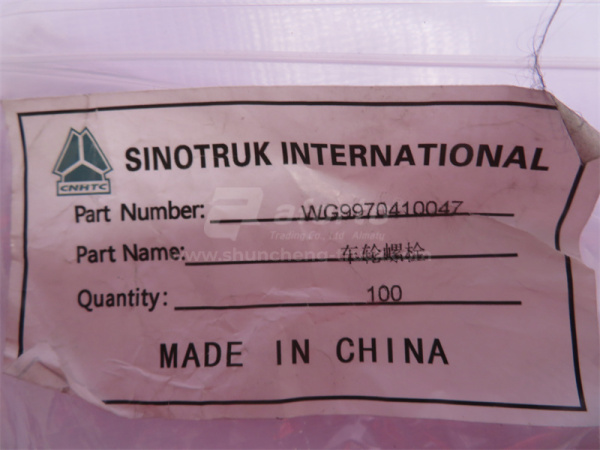 SINOTRUK INTERNATIONAL
CNHTC
Part Number: WG9970410047
Part Name: 车轮螺栓
Quantity: 100
MADE IN CHINA